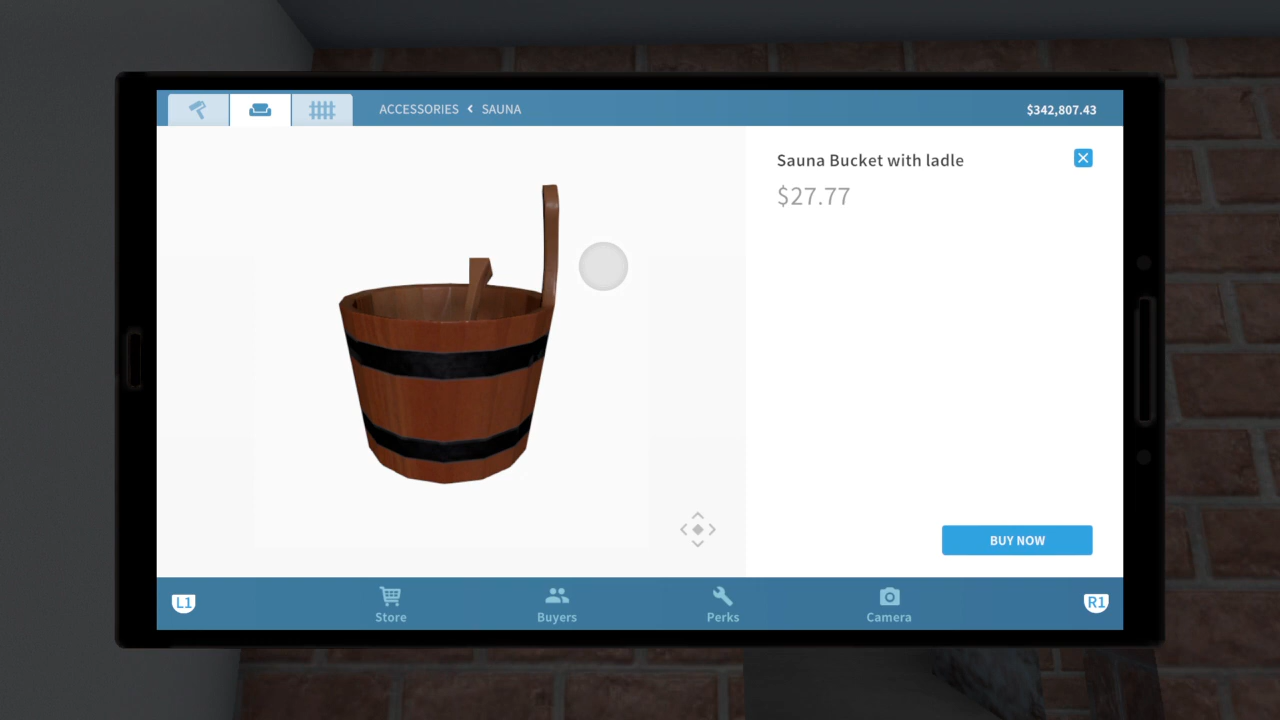 ACCESSORIES < SAUNA
$342,807.43
Sauna Bucket with ladle
$27.77
BUY NOW
L1
Store
Buyers
Perks
Camera
R1